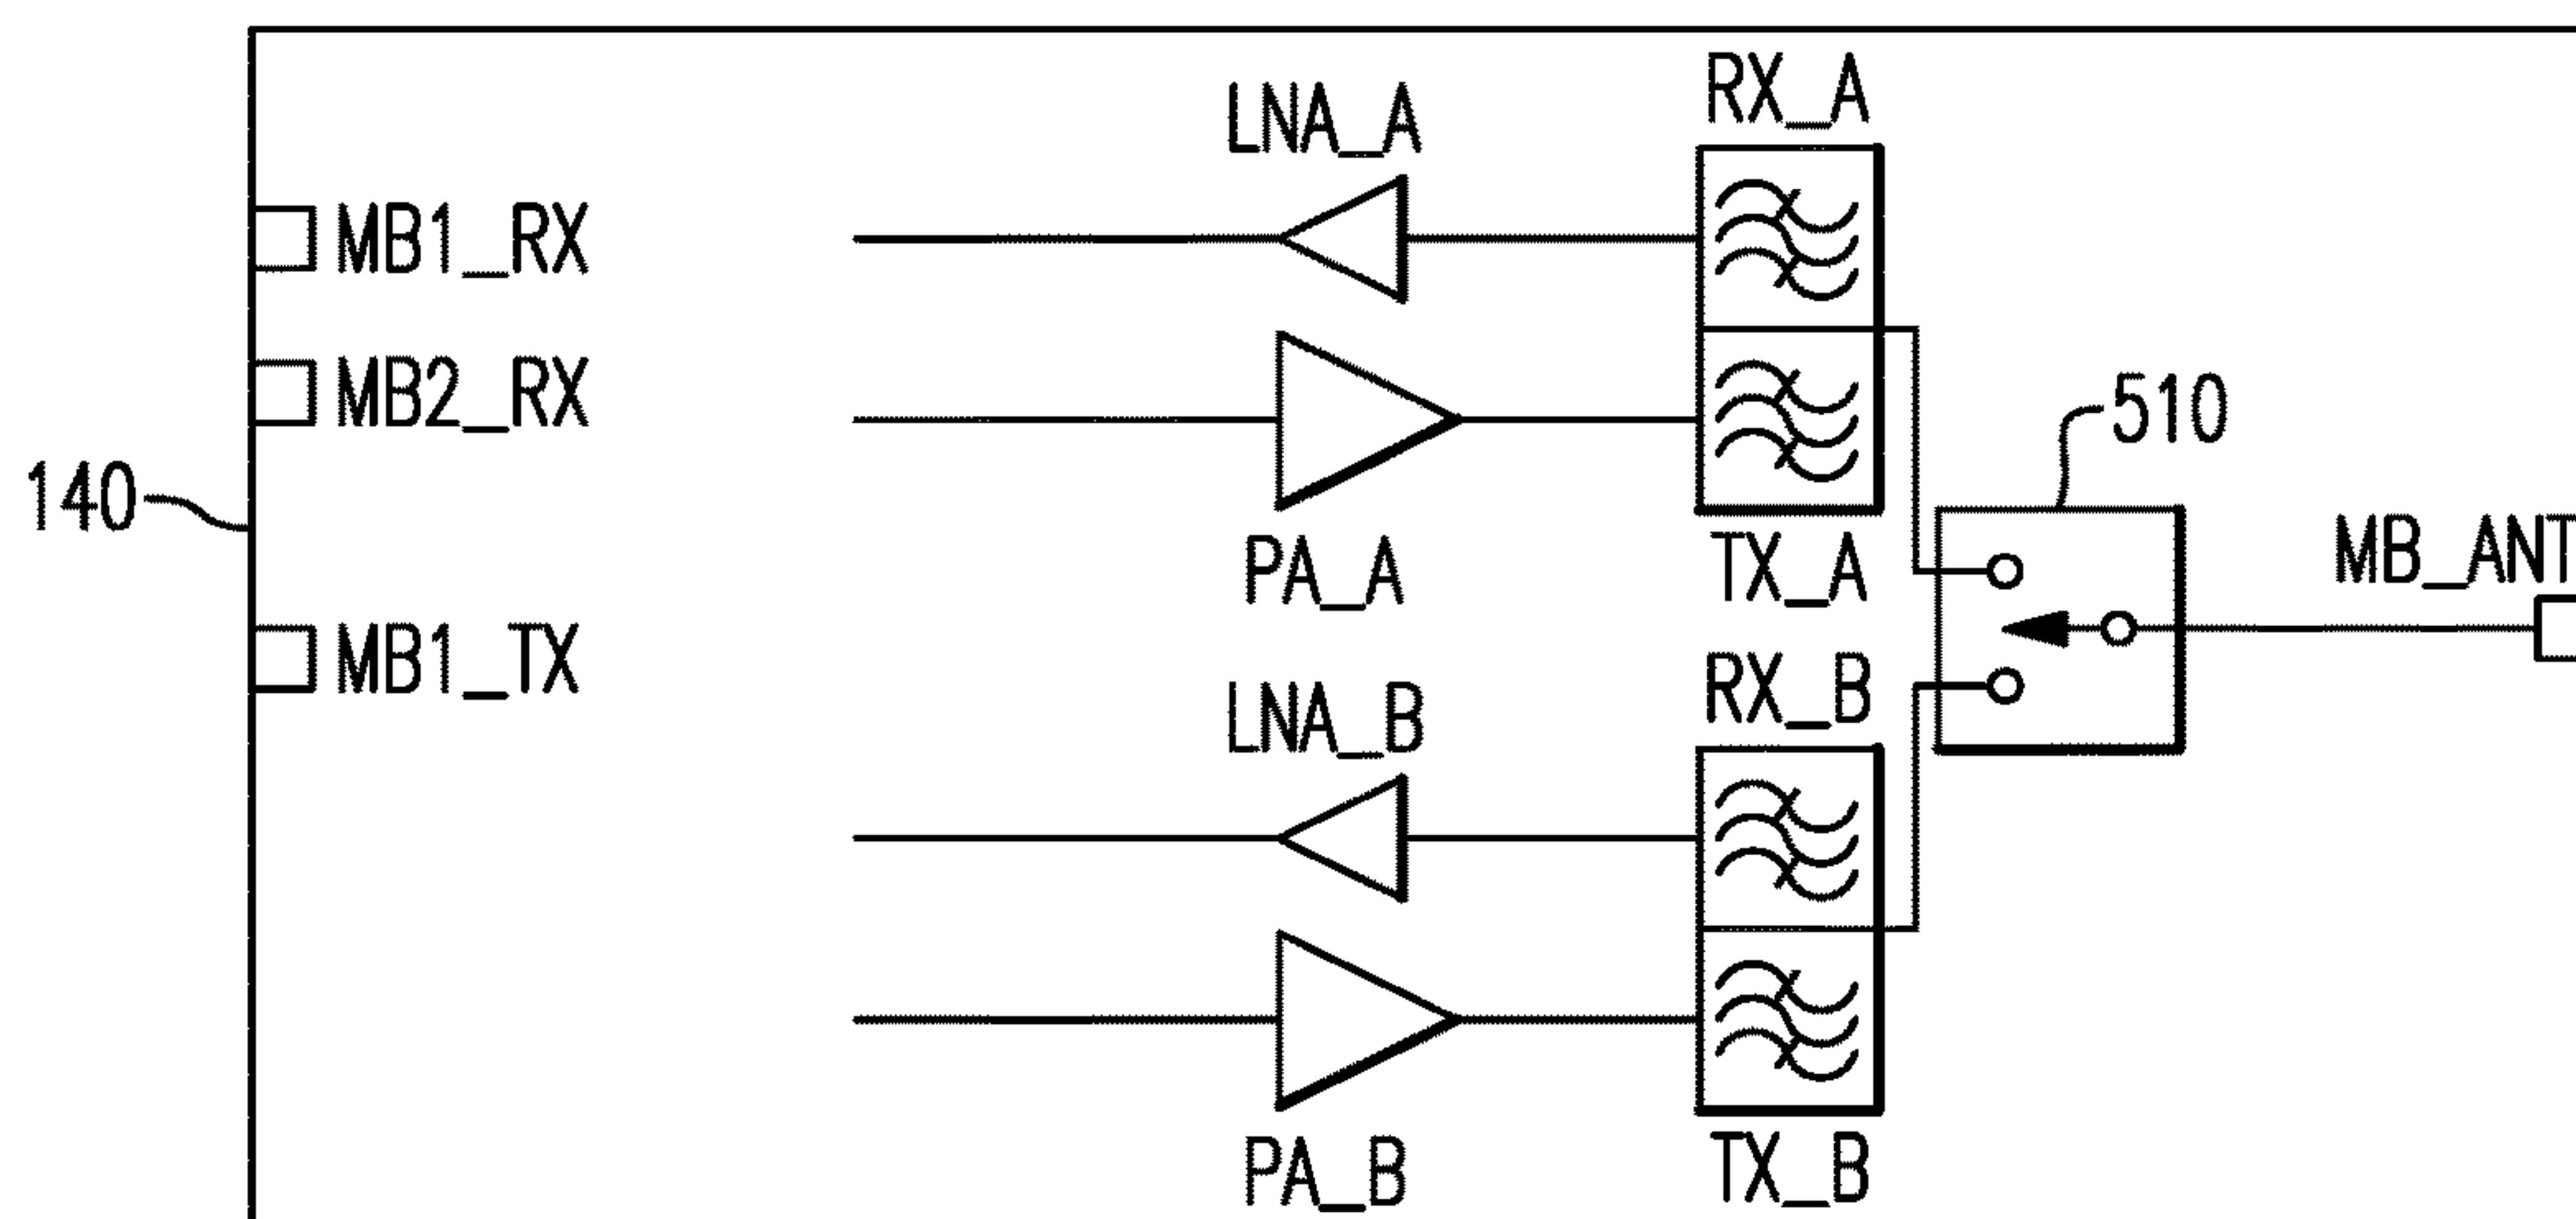 RX_A
LNA_A
MB1_RX
MB2_RX
510
140
MB_ANT
PA_A
TX_A
MB1_TX
LNA_B
RX_B
PA_B
TX_B